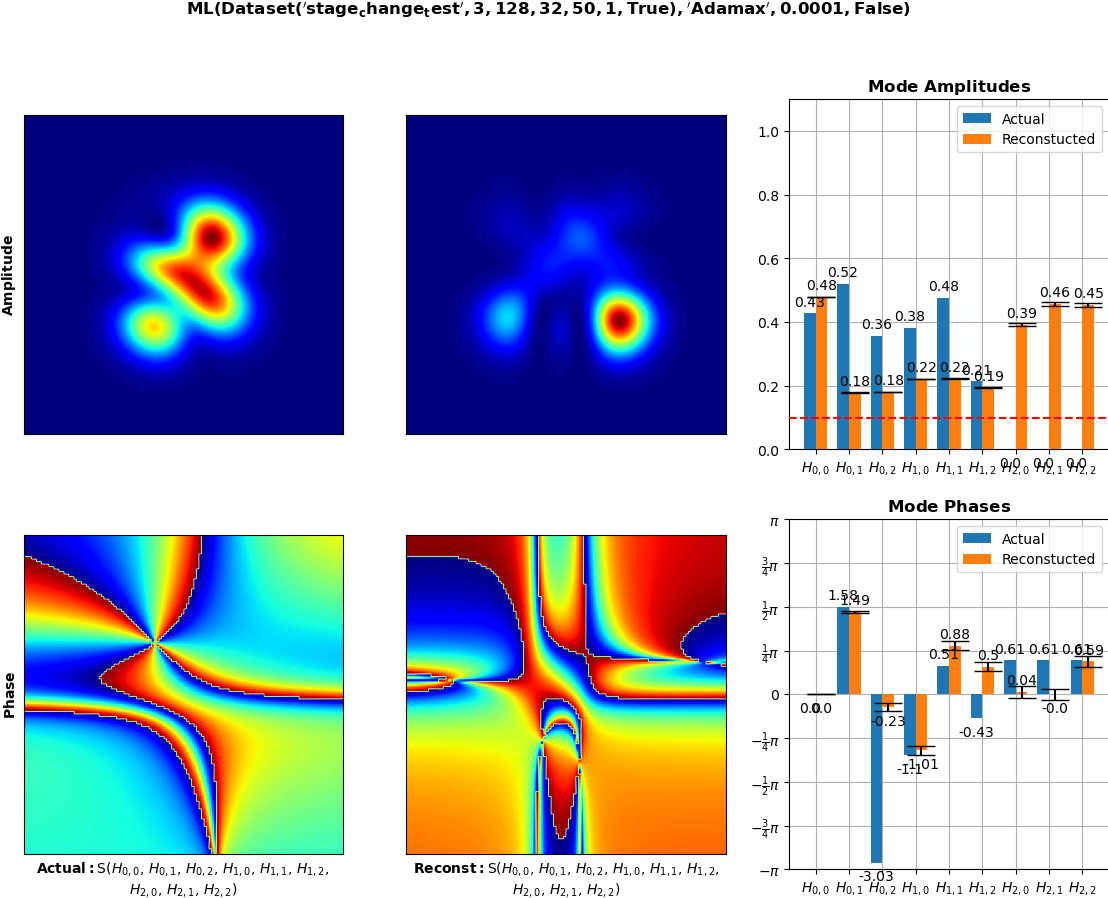 ML(Dataset('stage_change_test', 3, 128, 32, 50, 1, True), 'Adamax', 0.0001, False)
Amplitude
Mode Amplitudes
Actual
Reconstucted
1.0
0.8
0.6
0.4
0.2
0.0
0.43 0.52 0.36 0.38 0.48 0.21 0.0 0.0 0.0
0.48 0.18 0.18 0.22 0.22 0.19 0.39 0.46 0.45
H0,0 H0,1 H0,2 H1,0 H1,1 H1,2 H2,0 H2,1 H2,2
Phase
Actual: S(H0,0, H0,1, H0,2, H1,0, H1,1, H1,2,
H2,0, H2,1, H2,2)
Reconst: S(H0,0, H0,1, H0,2, H1,0, H1,1, H1,2,
H2,0, H2,1, H2,2)
Mode Phases
Actual
Reconstucted
π
3/4π
1/2π
1/4π
0
−1/4π
−1/2π
−3/4π
−π
0.0 1.58 -3.03 -1.1 0.51 -0.43 0.61 0.61 0.61
0.0 1.49 -0.23 -1.01 0.88 0.5 0.04 -0.0 0.59
H0,0 H0,1 H0,2 H1,0 H1,1 H1,2 H2,0 H2,1 H2,2